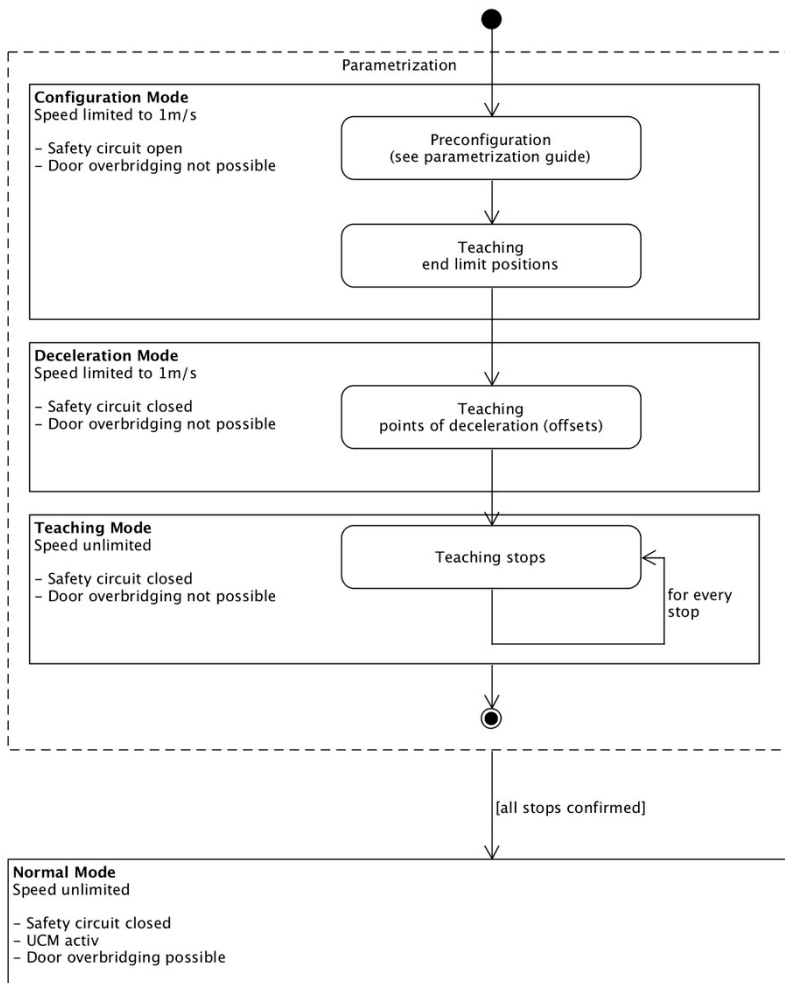 Parametrization
Configuration Mode
Speed limited to 1m/s
- Safety circuit open
- Door overbridging not possible
Preconfiguration
(see parametrization guide)
Teaching
end limit positions
Deceleration Mode
Speed limited to 1m/s
- Safety circuit closed
- Door overbridging not possible
Teaching
points of deceleration (offsets)
Teaching Mode
Speed unlimited
- Safety circuit closed
- Door overbridging not possible
Teaching stops
for every
stop
[all stops confirmed]
Normal Mode
Speed unlimited
- Safety circuit closed
- UCM activ
- Door overbridging possible